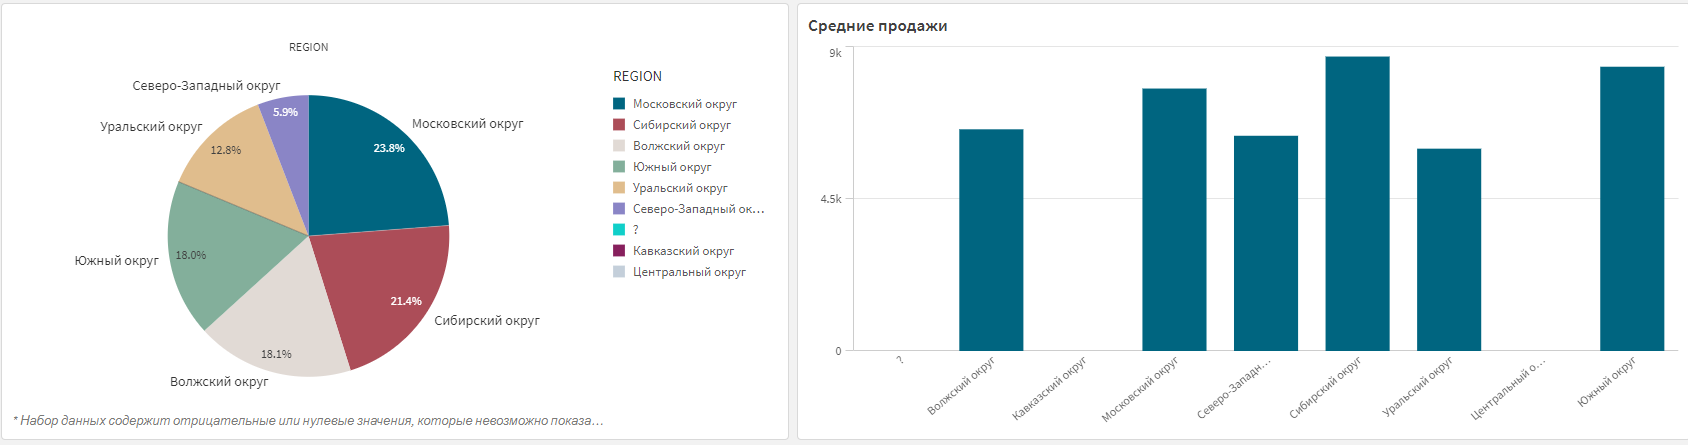 REGION
Северо-Западный округ
5.9%
Уральский округ
12.8%
Московский округ
23.8%
Южный округ
18.0%
21.4%
Сибирский округ
18.1%
Волжский округ
REGION
Московский округ
Сибирский округ
Волжский округ
Южный округ
Уральский округ
Северо-Западный ок…
?
Кавказский округ
Центральный округ
* Набор данных содержит отрицательные или нулевые значения, которые невозможно показа…
Средние продажи
9k
4.5k
0
?
Волжский округ
Кавказский округ
Московский округ
Северо-Западн…
Сибирский округ
Уральский округ
Центральный о…
Южный округ